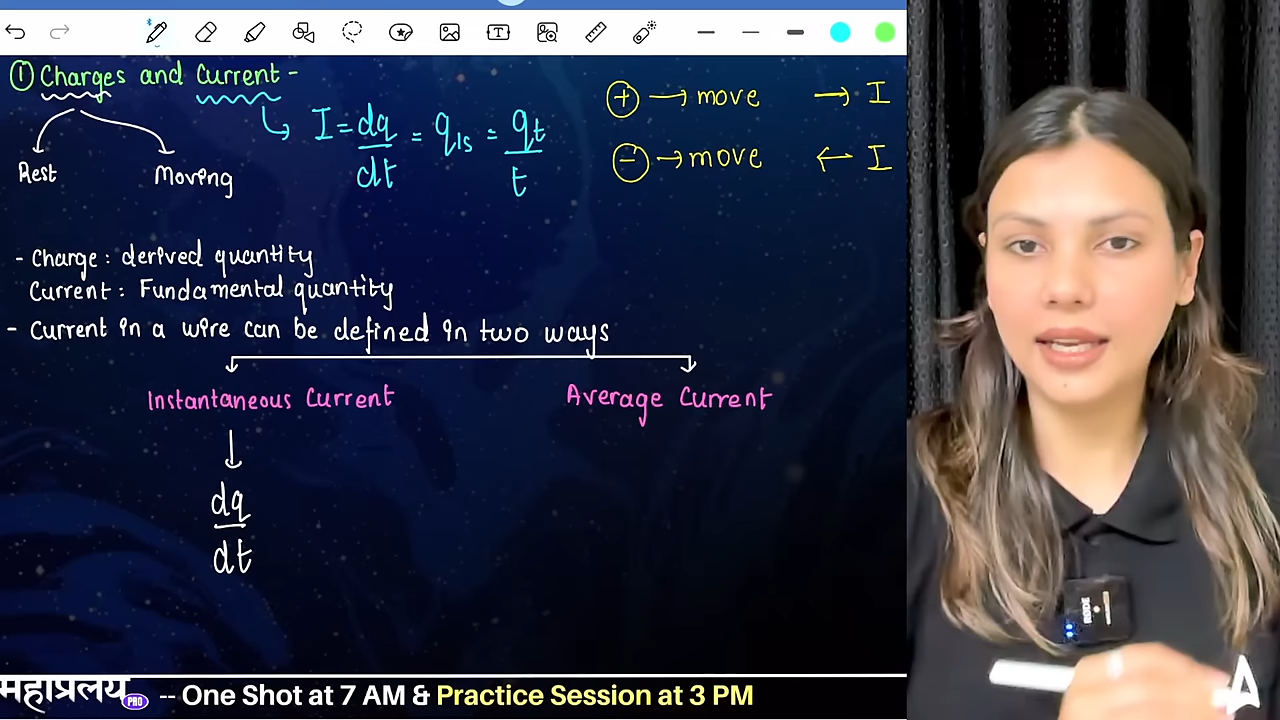 ① Charges and Current -
Rest
Moving
I = dq/dt = q/s = qt/t
⊕ → move → I
⊖ → move ← I
- Charge : derived quantity
Current : Fundamental quantity
- Current in a wire can be defined in two ways
Instantaneous Current
Average Current
dq
dt
महाप्रलय PRO -- One Shot at 7 AM & Practice Session at 3 PM
RØDE